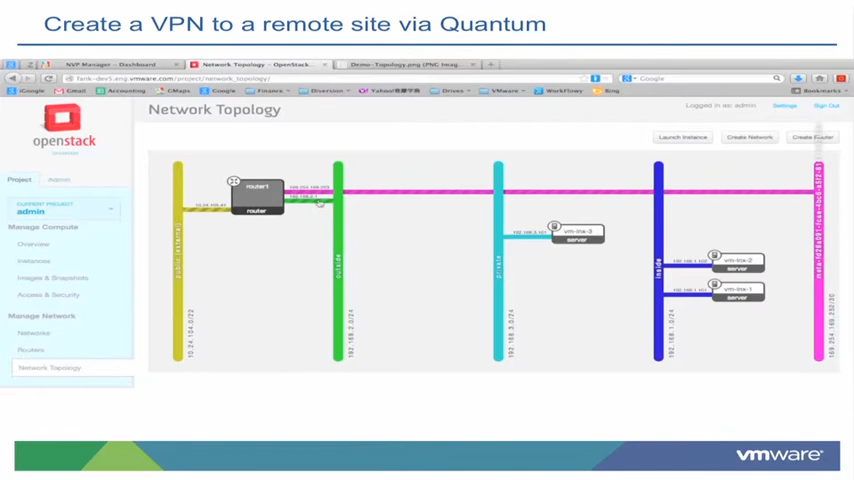 Create a VPN to a remote site via Quantum
NVP Manager - Dashboard
Network Topology - OpenStack...
Demo-Topology.png (PNG Imag...
/project/network_topology/
Google
iGoogle
Gmail
Accounting
GMaps
Google
Finance
Diversion
Drives
VMware
WorkFlowy
Bing
Bookmarks
openstack
Network Topology
Logged in as: admin
Settings
Sign Out
Launch Instance
Create Network
Create Router
Project
Admin
CURRENT PROJECT
admin
Manage Compute
Overview
Instances
Images & Snapshots
Access & Security
Manage Network
Networks
Routers
Network Topology
public (external)
10.24.104.0/22
router1
router
outside
192.168.2.0/24
private
192.168.3.0/24
vm-lnx-3
server
inside
192.168.1.0/24
vm-lnx-2
server
vm-lnx-1
server
169.254.169.252/30
vmware